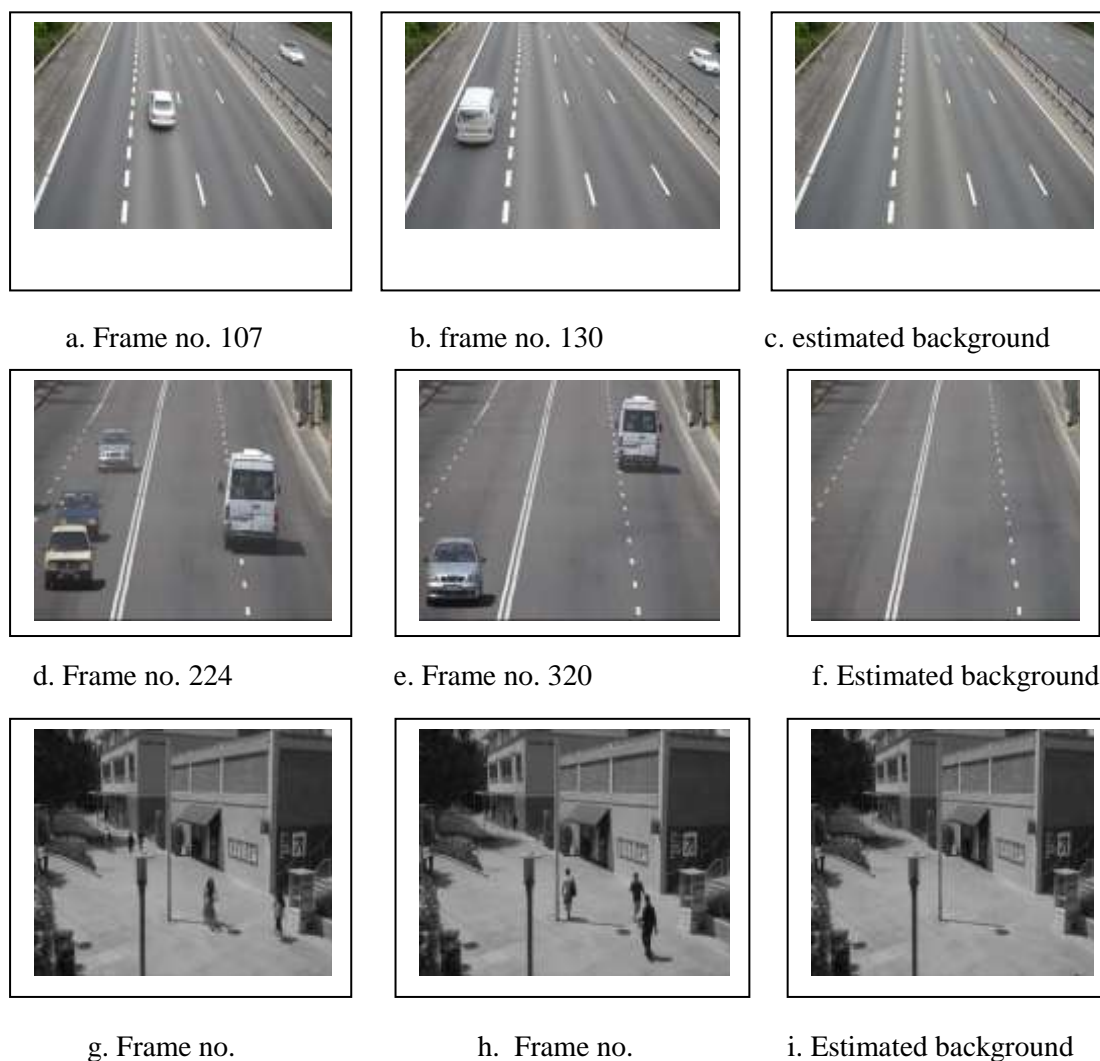 a. Frame no. 107 b. frame no. 130 c. estimated background
d. Frame no. 224 e. Frame no. 320 f. Estimated background
g. Frame no. h. Frame no. i. Estimated background